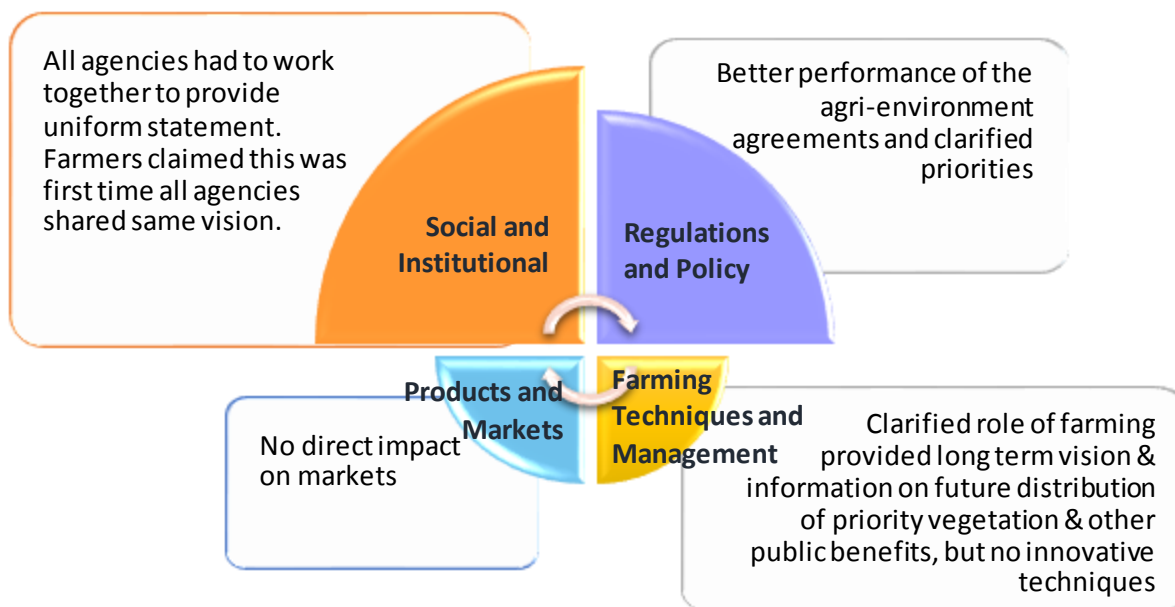 All agencies had to work
together to provide
uniform statement.
Farmers claimed this was
first time all agencies
shared same vision.
Better performance of the
agri-environment
agreements and clarified
priorities
Social and
Institutional
Regulations
and Policy
Products and
Markets
Farming
Techniques and
Management
No direct impact
on markets
Clarified role of farming
provided long term vision &
information on future distribution
of priority vegetation & other
public benefits, but no innovative
techniques